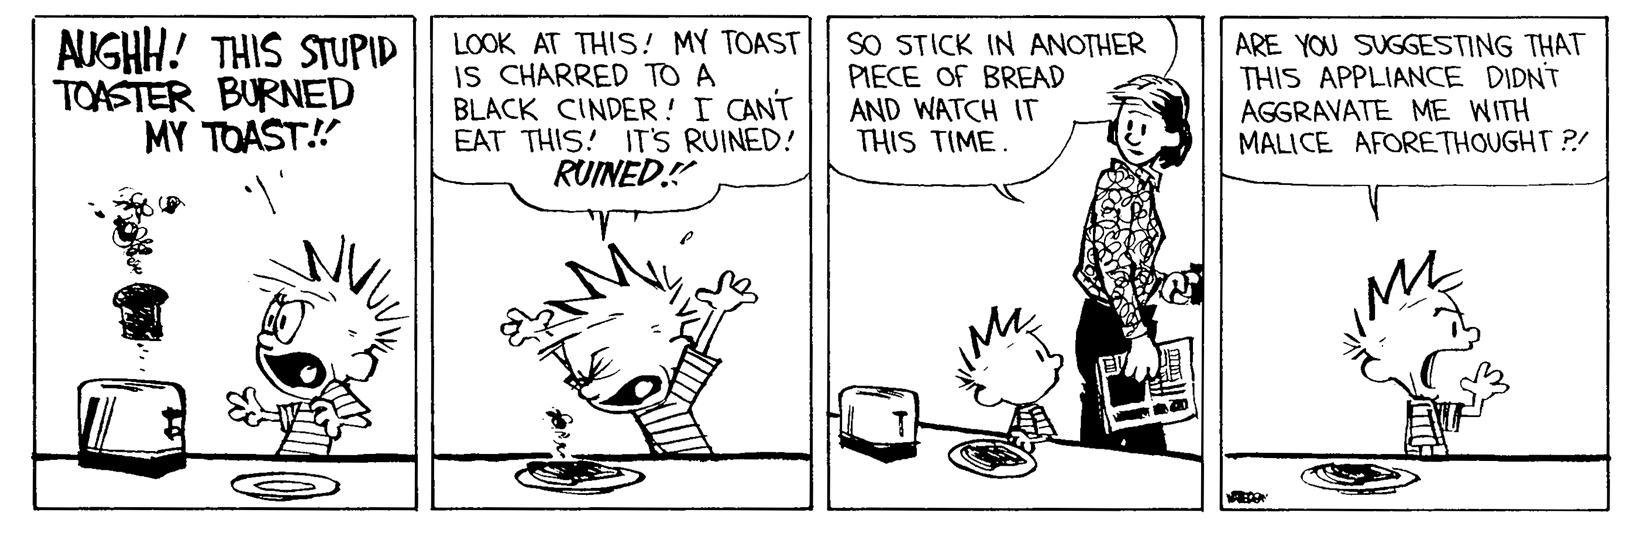 AUGHH! THIS STUPID
TOASTER BURNED
MY TOAST!!
LOOK AT THIS! MY TOAST
IS CHARRED TO A
BLACK CINDER! I CAN'T
EAT THIS! IT'S RUINED!
RUINED!!
SO STICK IN ANOTHER
PIECE OF BREAD
AND WATCH IT
THIS TIME.
ARE YOU SUGGESTING THAT
THIS APPLIANCE DIDN'T
AGGRAVATE ME WITH
MALICE AFORETHOUGHT?!
WATTERSON